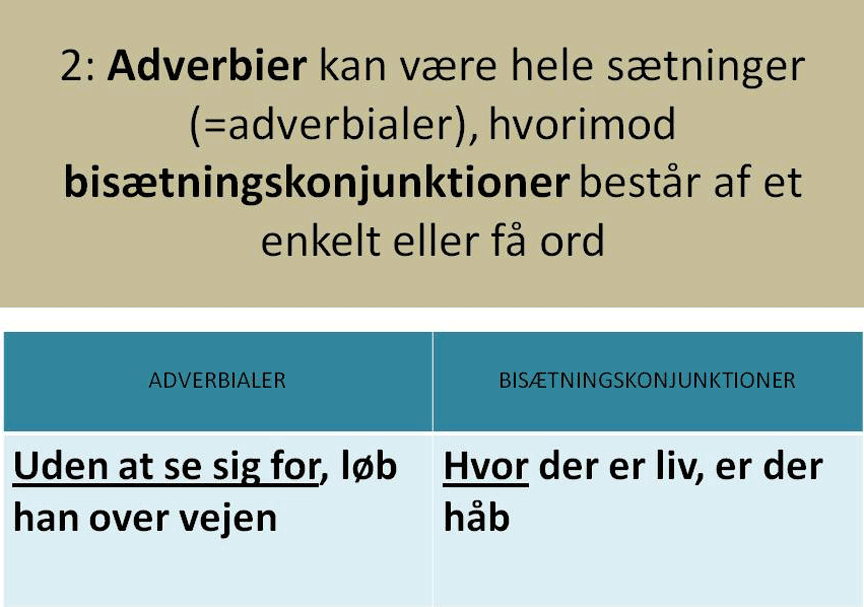 2: Adverbier kan være hele sætninger
(=adverbialer), hvorimod
bisætningskonjunktioner består af et
enkelt eller få ord
ADVERBIALER
BISÆTNINGSKONJUNKTIONER
Uden at se sig for, løb
han over vejen
Hvor der er liv, er der
håb